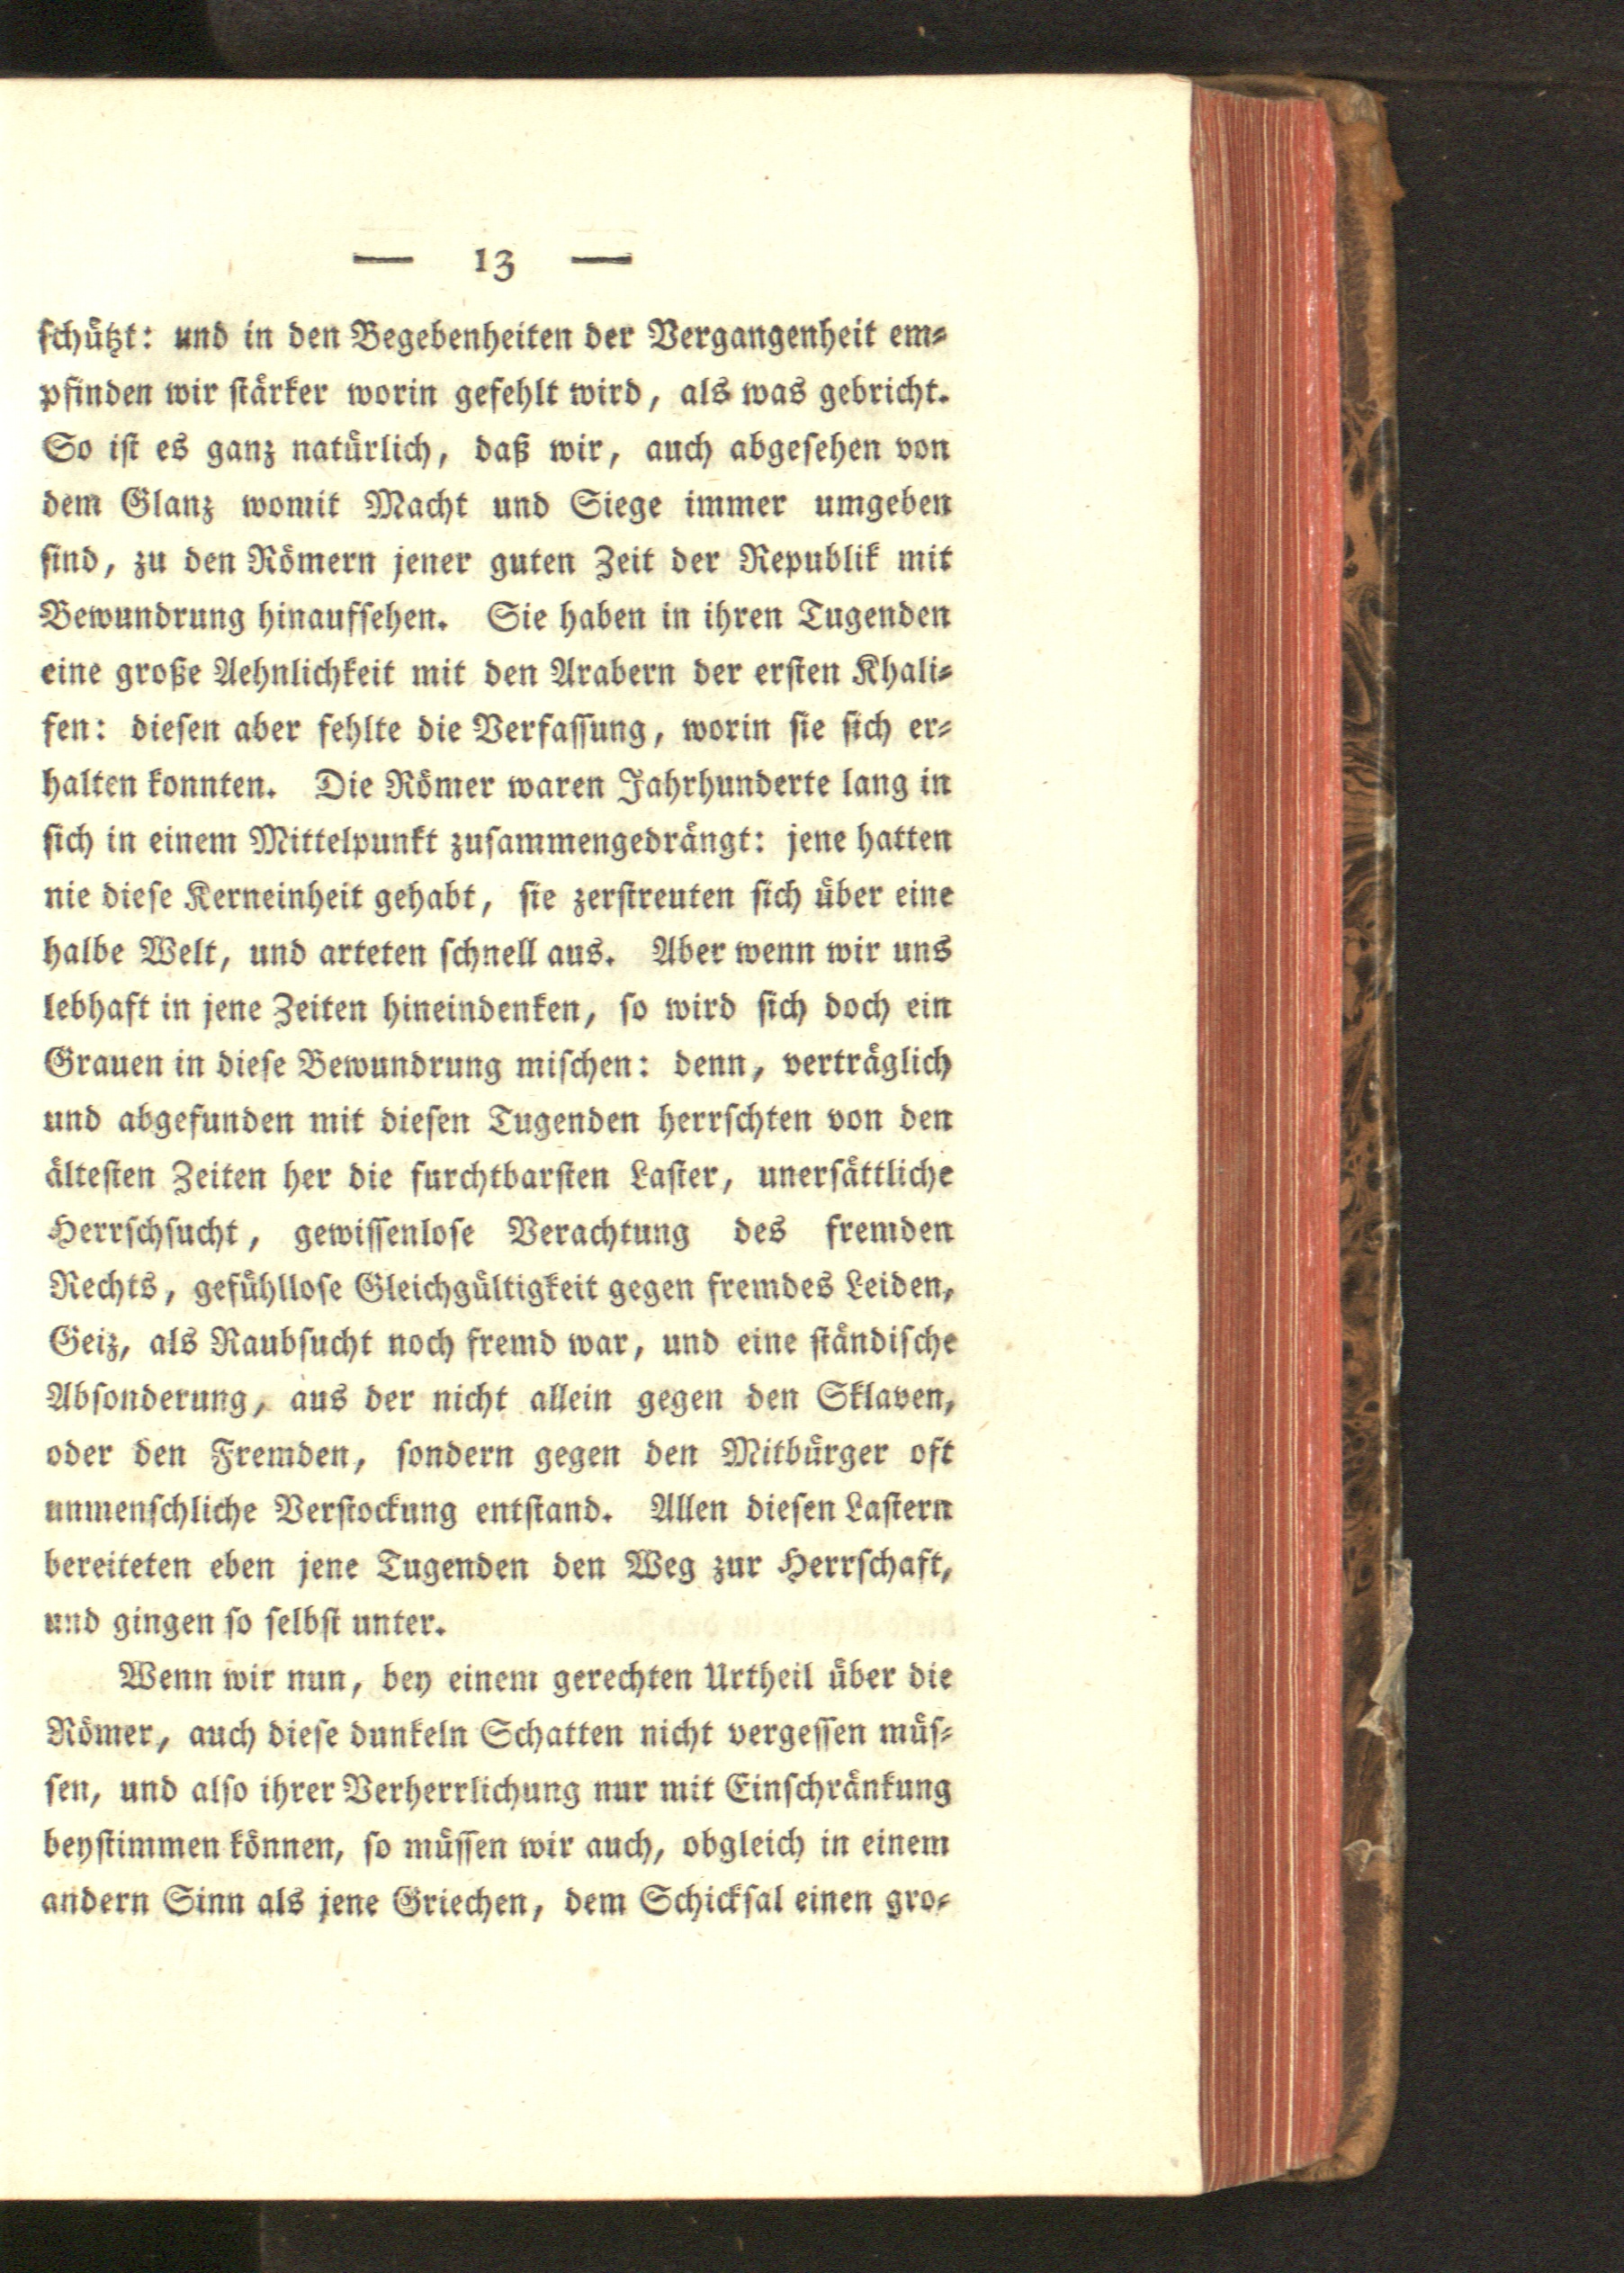 — 13 —
schützt: und in den Begebenheiten der Vergangenheit em-
pfinden wir stärker worin gefehlt wird, als was gebricht.
So ist es ganz natürlich, daß wir, auch abgesehen von
dem Glanz womit Macht und Siege immer umgeben
sind, zu den Römern jener guten Zeit der Republik mit
Bewundrung hinaufsehen. Sie haben in ihren Tugenden
eine große Aehnlichkeit mit den Arabern der ersten Khali-
fen: diesen aber fehlte die Verfassung, worin sie sich er-
halten konnten. Die Römer waren Jahrhunderte lang in
sich in einem Mittelpunkt zusammengedrängt: jene hatten
nie diese Kerneinheit gehabt, sie zerstreuten sich über eine
halbe Welt, und arteten schnell aus. Aber wenn wir uns
lebhaft in jene Zeiten hineindenken, so wird sich doch ein
Grauen in diese Bewundrung mischen: denn, verträglich
und abgefunden mit diesen Tugenden herrschten von den
ältesten Zeiten her die furchtbarsten Laster, unersättliche
Herrschsucht, gewissenlose Verachtung des fremden
Rechts, gefühllose Gleichgültigkeit gegen fremdes Leiden,
Geiz, als Raubsucht noch fremd war, und eine ständische
Absonderung, aus der nicht allein gegen den Sklaven,
oder den Fremden, sondern gegen den Mitbürger oft
unmenschliche Verstockung entstand. Allen diesen Lastern
bereiteten eben jene Tugenden den Weg zur Herrschaft,
und gingen so selbst unter.
Wenn wir nun, bey einem gerechten Urtheil über die
Römer, auch diese dunkeln Schatten nicht vergessen müs-
sen, und also ihrer Verherrlichung nur mit Einschränkung
beystimmen können, so müssen wir auch, obgleich in einem
andern Sinn als jene Griechen, dem Schicksal einen gro-